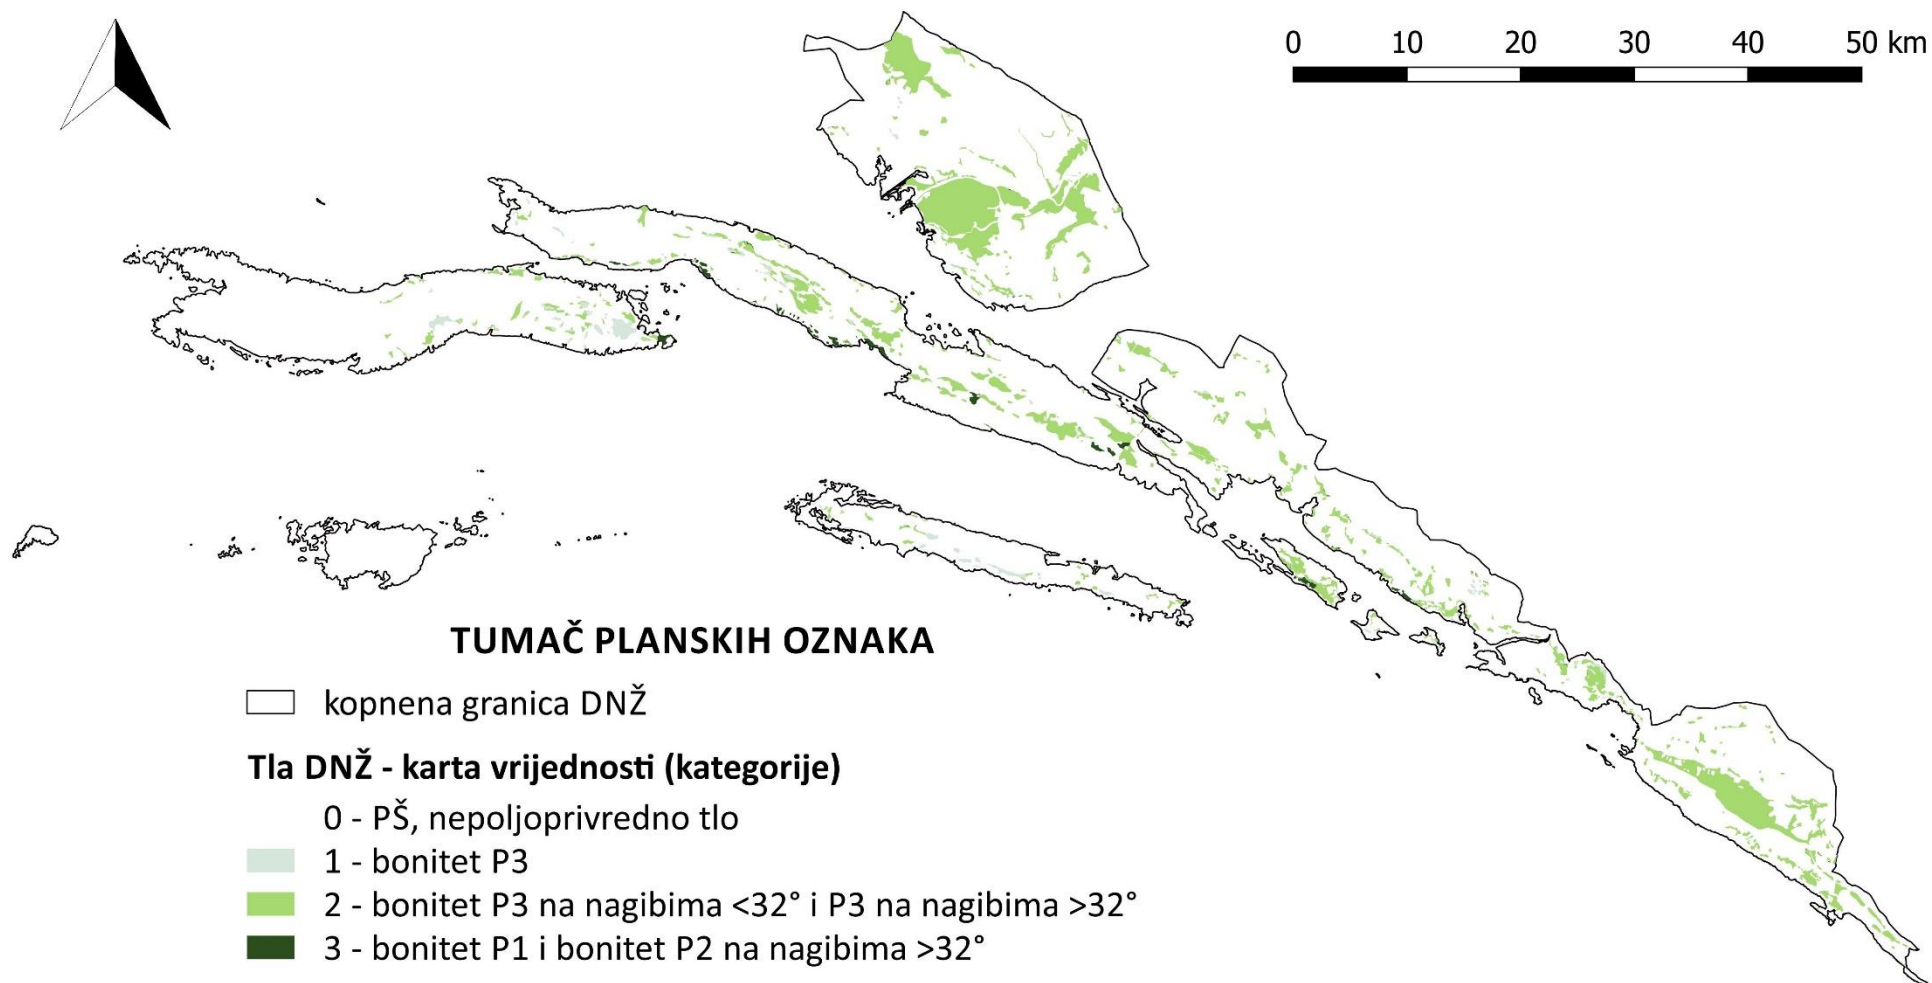 0 10 20 30 40 50 km
TUMAČ PLANSKIH OZNAKA
kopnena granica DNŽ
Tla DNŽ - karta vrijednosti (kategorije)
0 - PŠ, nepoljoprivredno tlo
1 - bonitet P3
2 - bonitet P3 na nagibima <32° i P3 na nagibima >32°
3 - bonitet P1 i bonitet P2 na nagibima >32°